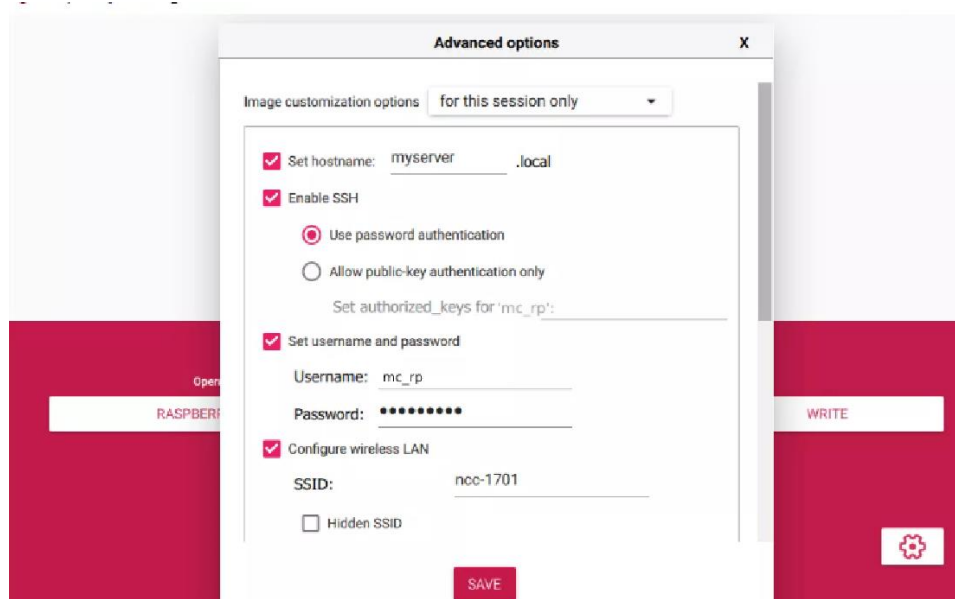 Advanced options X
Image customization options for this session only
Set hostname: myserver .local
Enable SSH
Use password authentication
Allow public-key authentication only
Set authorized_keys for 'mc_rp':
Set username and password
Opera
Username: mc_rp
RASPBERR
Password: •••••••••
WRITE
Configure wireless LAN
SSID: ncc-1701
Hidden SSID
SAVE